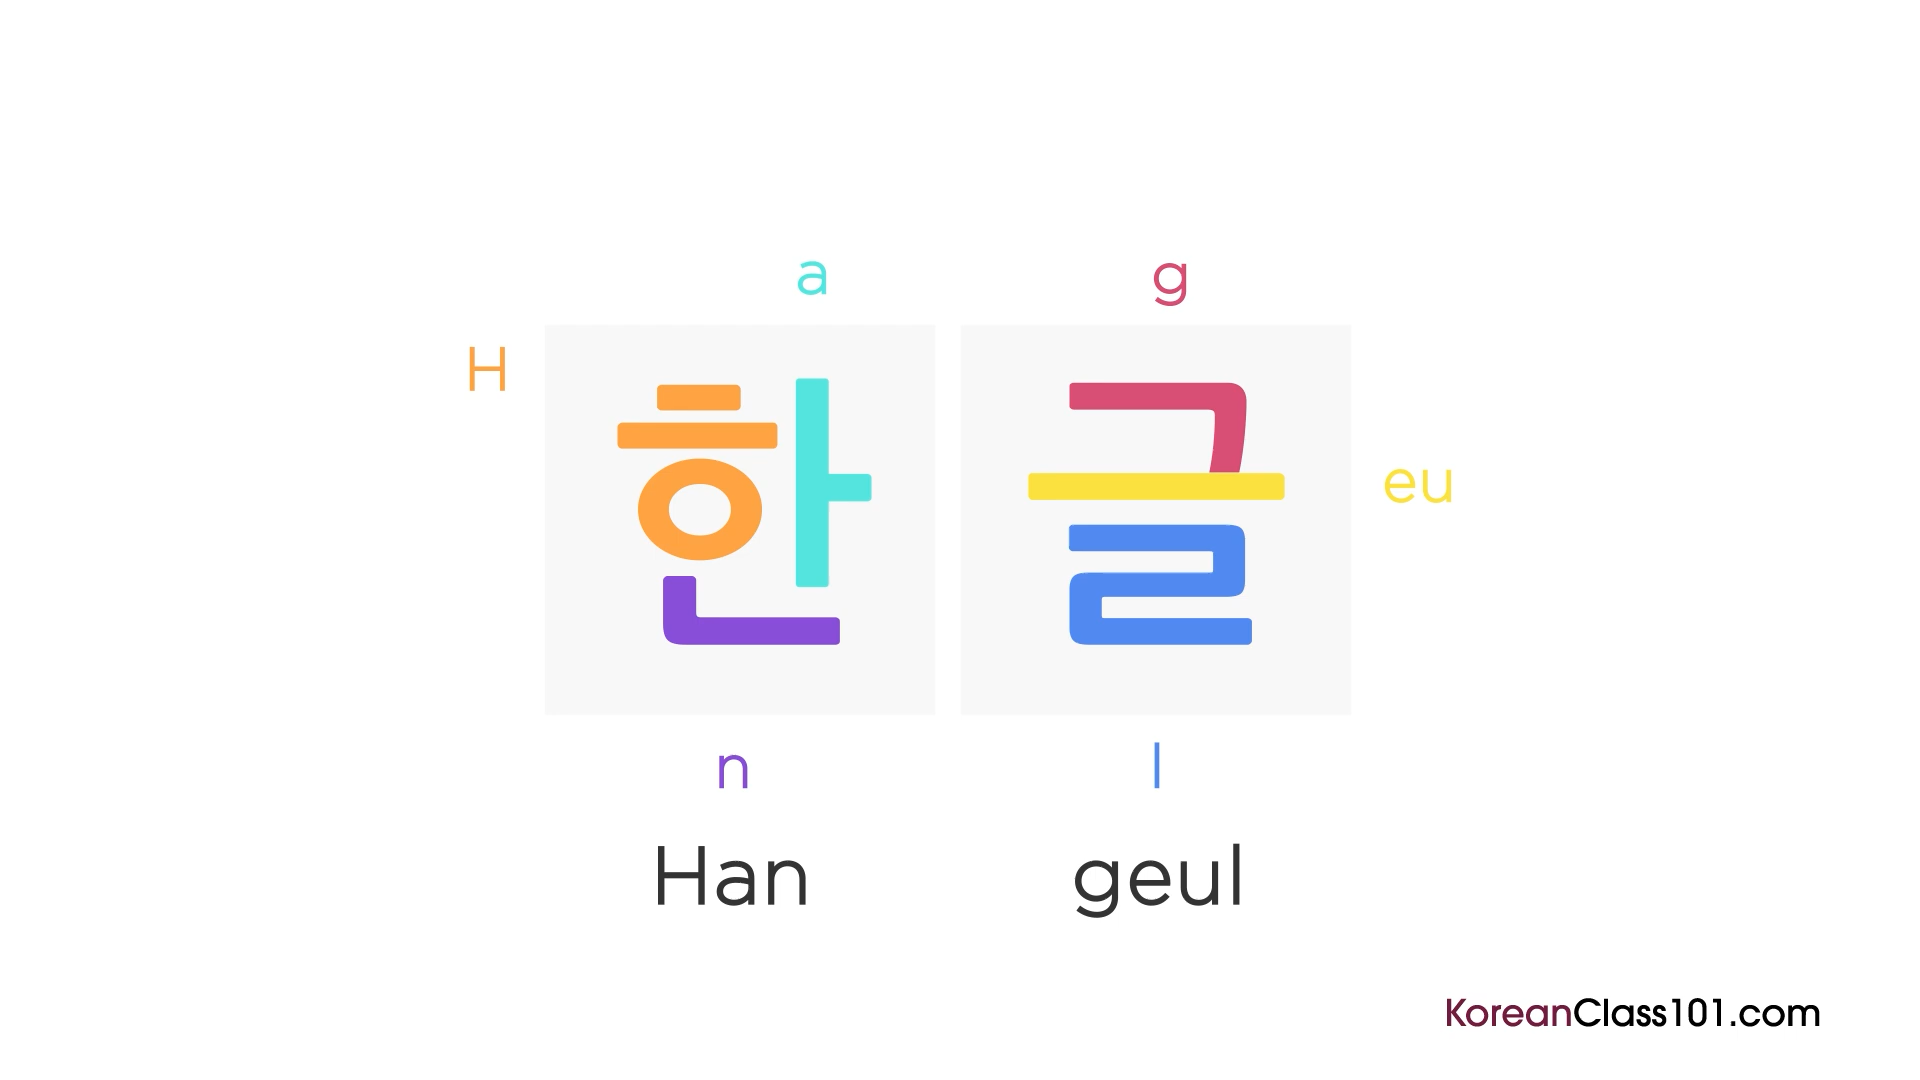 a g
H 한 글 eu
n l
Han geul
KoreanClass101.com